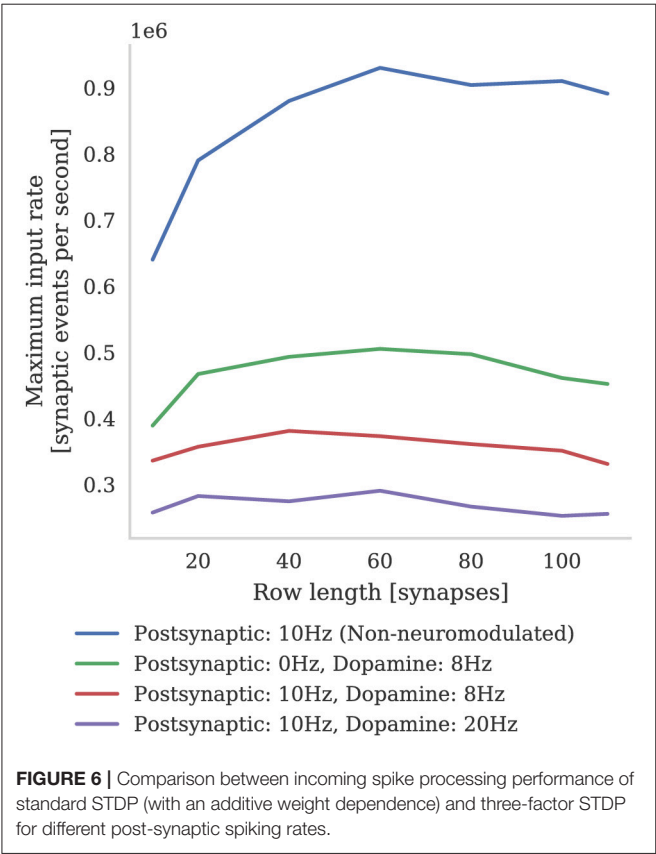 1e6
0.9
0.8
0.7
0.6
0.5
0.4
0.3
Maximum input rate
[synaptic events per second]
20 40 60 80 100
Row length [synapses]
Postsynaptic: 10Hz (Non-neuromodulated)
Postsynaptic: 0Hz, Dopamine: 8Hz
Postsynaptic: 10Hz, Dopamine: 8Hz
Postsynaptic: 10Hz, Dopamine: 20Hz
FIGURE 6 | Comparison between incoming spike processing performance of
standard STDP (with an additive weight dependence) and three-factor STDP
for different post-synaptic spiking rates.